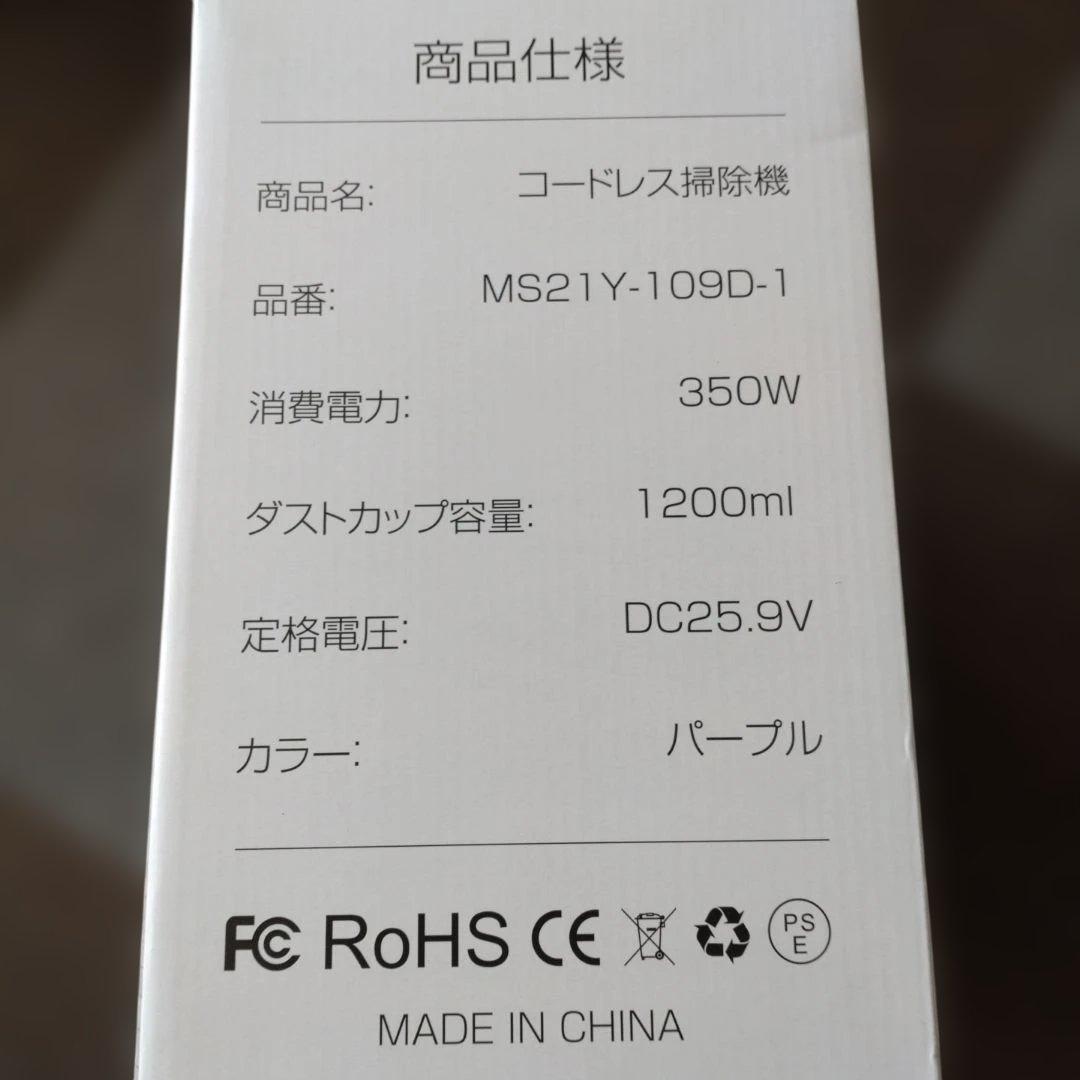 商品仕様
商品名: コードレス掃除機
品番: MS21Y-109D-1
消費電力: 350W
ダストカップ容量: 1200ml
定格電圧: DC25.9V
カラー: パープル
FC RoHS CE PSE
MADE IN CHINA